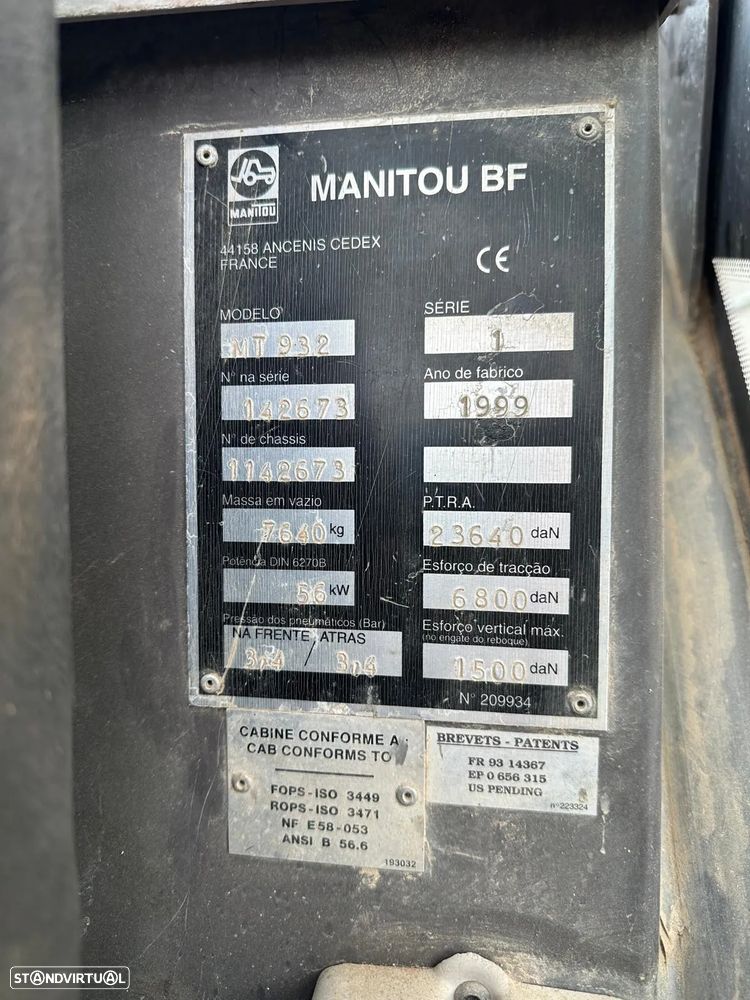 MANITOU
MANITOU BF
44158 ANCENIS CEDEX
FRANCE
CE
MODELO
MT 932
SÉRIE
1
N° na série
142673
Ano de fabrico
1999
N° de chassis
1142673
Massa em vazio
7640 kg
P.T.R.A.
23640 daN
Potência DIN 6270B
56 kW
Esforço de tracção
6800 daN
Pressão dos pneumáticos (Bar)
NA FRENTE / ATRAS
3,4 3,4
Esforço vertical max.
(no engate do reboque)
1500 daN
N° 209934
CABINE CONFORME A :
CAB CONFORMS TO
FOPS-ISO 3449
ROPS-ISO 3471
NF E58-053
ANSI B 56.6
193032
BREVETS - PATENTS
FR 93 14367
EP 0 656 315
US PENDING
n°223324
STANDVIRTUAL